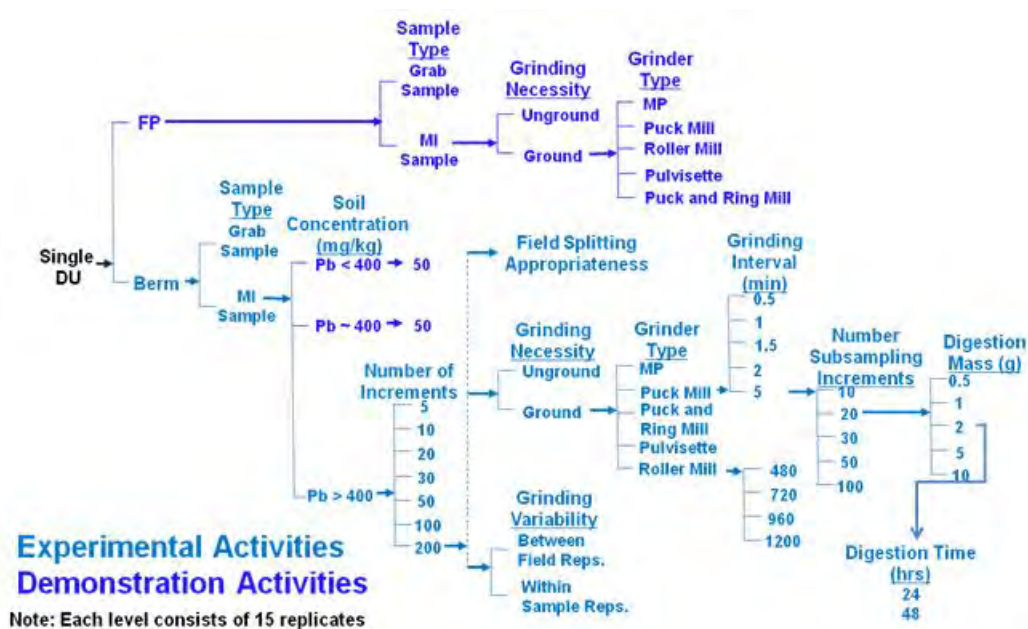 Sample
Type
Grab
Sample
MI
Sample
Grinding
Necessity
Unground
Ground
Grinder
Type
MP
Puck Mill
Roller Mill
Pulvisette
Puck and Ring Mill
FP
Single
DU
Berm
Sample
Type
Grab
Sample
MI
Sample
Soil
Concentration
(mg/kg)
Pb < 400
50
Pb ~ 400
50
Pb > 400
Number of
Increments
5
10
20
30
50
100
200
Field Splitting
Appropriateness
Grinding
Necessity
Unground
Ground
Grinding
Variability
Between
Field Reps.
Within
Sample Reps.
Grinder
Type
MP
Puck Mill
Puck and
Ring Mill
Pulvisette
Roller Mill
Grinding
Interval
(min)
0.5
1
1.5
2
5
480
720
960
1200
Number
Subsampling
Increments
10
20
30
50
100
Digestion
Mass (g)
0.5
1
2
5
10
Digestion Time
(hrs)
24
48
Experimental Activities
Demonstration Activities
Note: Each level consists of 15 replicates